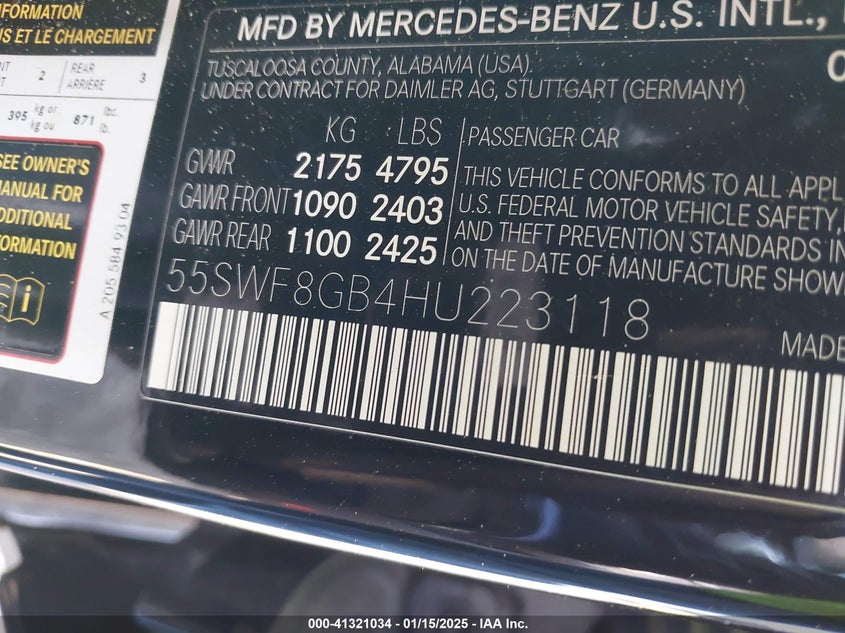 INFORMATION
ET LE CHARGEMENT
2
REAR
ARRIÈRE
3
395
kg or
kg ou
871
lbs.
lb.
SEE OWNER'S
MANUAL FOR
ADDITIONAL
INFORMATION
A 205 584 93 04
MFD BY MERCEDES-BENZ U.S. INTL.,
TUSCALOOSA COUNTY, ALABAMA (USA)
UNDER CONTRACT FOR DAIMLER AG, STUTTGART (GERMANY)
KG LBS
GVWR 2175 4795
GAWR FRONT 1090 2403
GAWR REAR 1100 2425
PASSENGER CAR
THIS VEHICLE CONFORMS TO ALL APPL
U.S. FEDERAL MOTOR VEHICLE SAFETY,
AND THEFT PREVENTION STANDARDS IN
ON THE DATE OF MANUFACTURE SHOW
55SWF8GB4HU223118
MADE
000-41321034 - 01/15/2025 - IAA Inc.